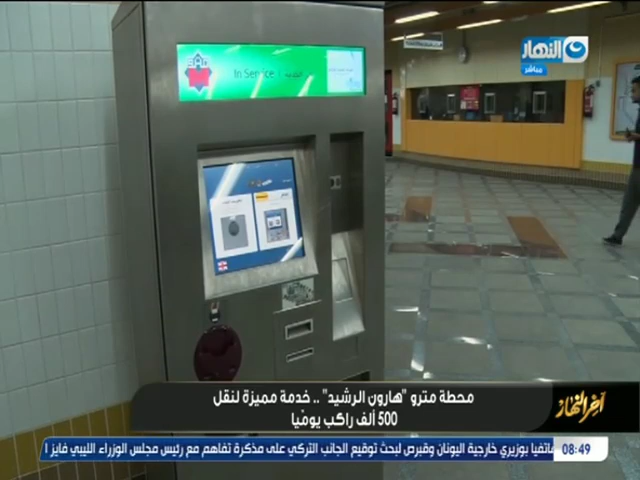 النهار
مباشر
In Service
محطة مترو "هارون الرشيد" .. خدمة مميزة لنقل
500 ألف راكب يوميًا
آخر النهار
هاتفيا بوزيري خارجية اليونان وقبرص لبحث توقيع الجانب التركي على مذكرة تفاهم مع رئيس مجلس الوزراء الليبي فايز ا
08:49